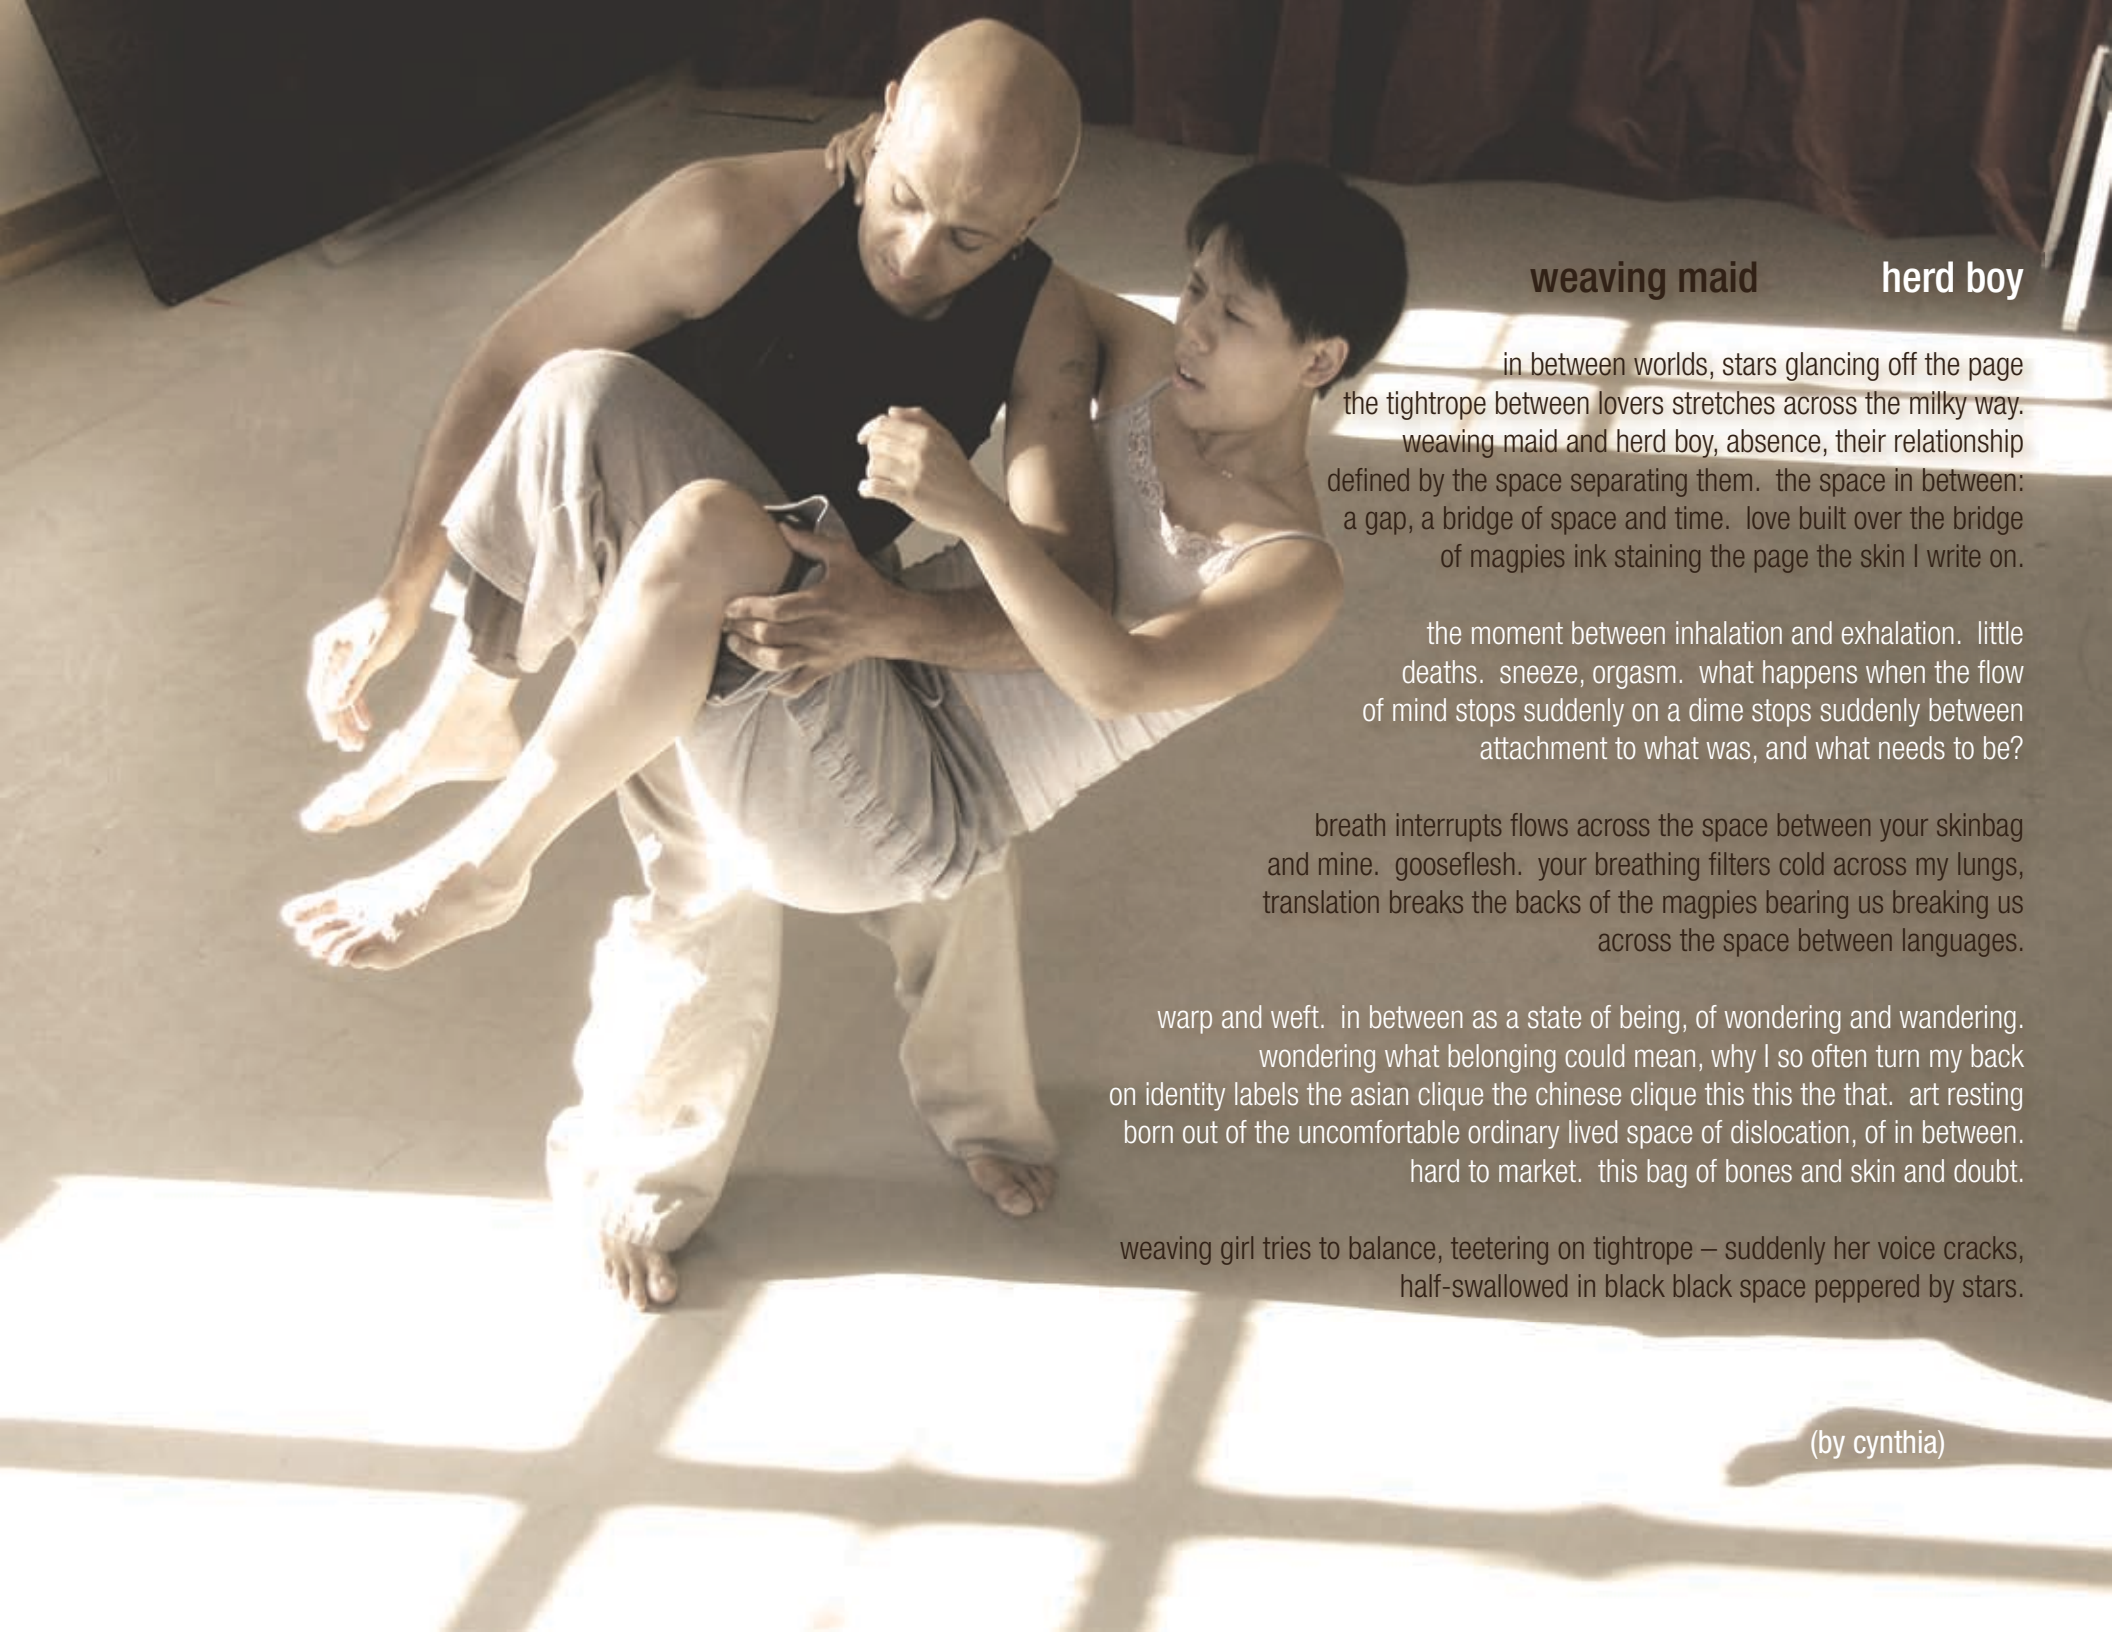 weaving maid herd boy
in between worlds, stars glancing off the page
the tightrope between lovers stretches across the milky way.
weaving maid and herd boy, absence, their relationship
defined by the space separating them. the space in between:
a gap, a bridge of space and time. love built over the bridge
of magpies ink staining the page the skin I write on.
the moment between inhalation and exhalation. little
deaths. sneeze, orgasm. what happens when the flow
of mind stops suddenly on a dime stops suddenly between
attachment to what was, and what needs to be?
breath interrupts flows across the space between your skinbag
and mine. gooseflesh. your breathing filters cold across my lungs,
translation breaks the backs of the magpies bearing us breaking us
across the space between languages.
warp and weft. in between as a state of being, of wondering and wandering.
wondering what belonging could mean, why I so often turn my back
on identity labels the asian clique the chinese clique this this the that. art resting
born out of the uncomfortable ordinary lived space of dislocation, of in between.
hard to market. this bag of bones and skin and doubt.
weaving girl tries to balance, teetering on tightrope – suddenly her voice cracks,
half-swallowed in black black space peppered by stars.
(by cynthia)